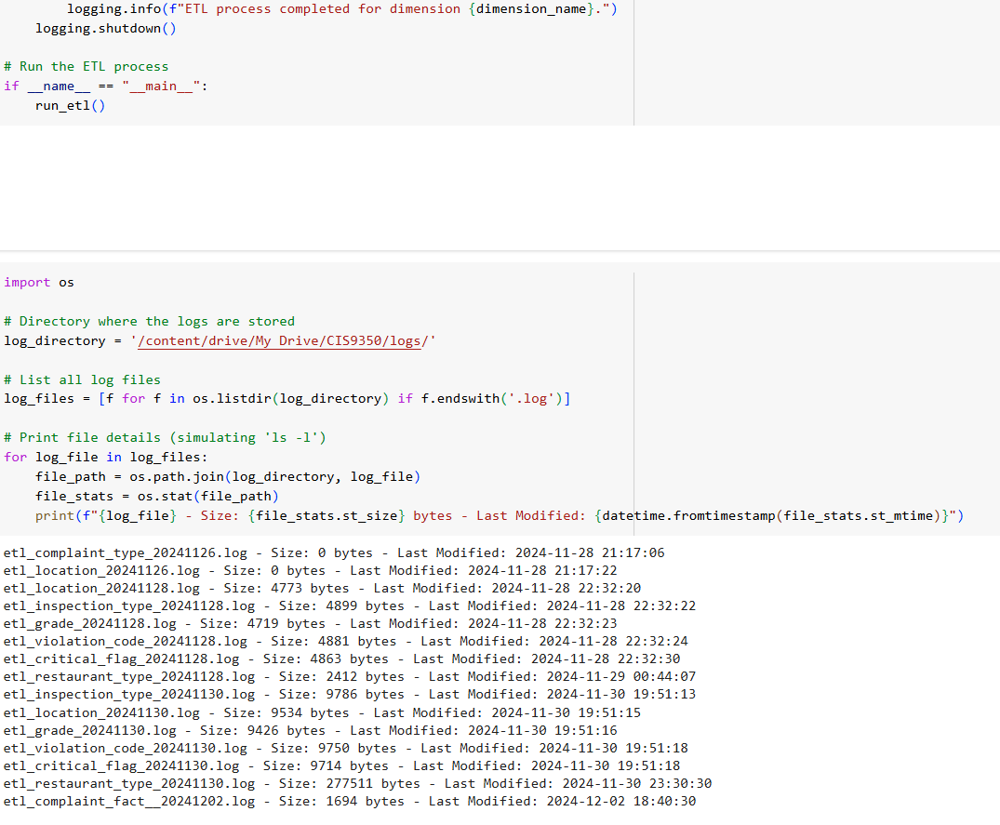 logging.info(f"ETL process completed for dimension {dimension_name}.")
    logging.shutdown()
# Run the ETL process
if __name__ == "__main__":
    run_etl()
import os
# Directory where the logs are stored
log_directory = '/content/drive/My Drive/CIS9350/logs/'
# List all log files
log_files = [f for f in os.listdir(log_directory) if f.endswith('.log')]
# Print file details (simulating 'ls -l')
for log_file in log_files:
    file_path = os.path.join(log_directory, log_file)
    file_stats = os.stat(file_path)
    print(f"{log_file} - Size: {file_stats.st_size} bytes - Last Modified: {datetime.fromtimestamp(file_stats.st_mtime)}")
etl_complaint_type_20241126.log - Size: 0 bytes - Last Modified: 2024-11-28 21:17:06
etl_location_20241126.log - Size: 0 bytes - Last Modified: 2024-11-28 21:17:22
etl_location_20241128.log - Size: 4773 bytes - Last Modified: 2024-11-28 22:32:20
etl_inspection_type_20241128.log - Size: 4899 bytes - Last Modified: 2024-11-28 22:32:22
etl_grade_20241128.log - Size: 4719 bytes - Last Modified: 2024-11-28 22:32:23
etl_violation_code_20241128.log - Size: 4881 bytes - Last Modified: 2024-11-28 22:32:24
etl_critical_flag_20241128.log - Size: 4863 bytes - Last Modified: 2024-11-28 22:32:30
etl_restaurant_type_20241128.log - Size: 2412 bytes - Last Modified: 2024-11-29 00:44:07
etl_inspection_type_20241130.log - Size: 9786 bytes - Last Modified: 2024-11-30 19:51:13
etl_location_20241130.log - Size: 9534 bytes - Last Modified: 2024-11-30 19:51:15
etl_grade_20241130.log - Size: 9426 bytes - Last Modified: 2024-11-30 19:51:16
etl_violation_code_20241130.log - Size: 9750 bytes - Last Modified: 2024-11-30 19:51:18
etl_critical_flag_20241130.log - Size: 9714 bytes - Last Modified: 2024-11-30 19:51:18
etl_restaurant_type_20241130.log - Size: 277511 bytes - Last Modified: 2024-11-30 23:30:30
etl_complaint_fact__20241202.log - Size: 1694 bytes - Last Modified: 2024-12-02 18:40:30